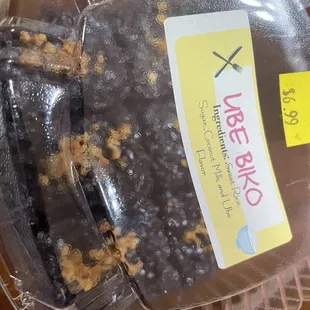 UBE BIKO
Ingredients: Sweet Rice
Sugar, Coconut Milk and Ube
Flavor
$6.99